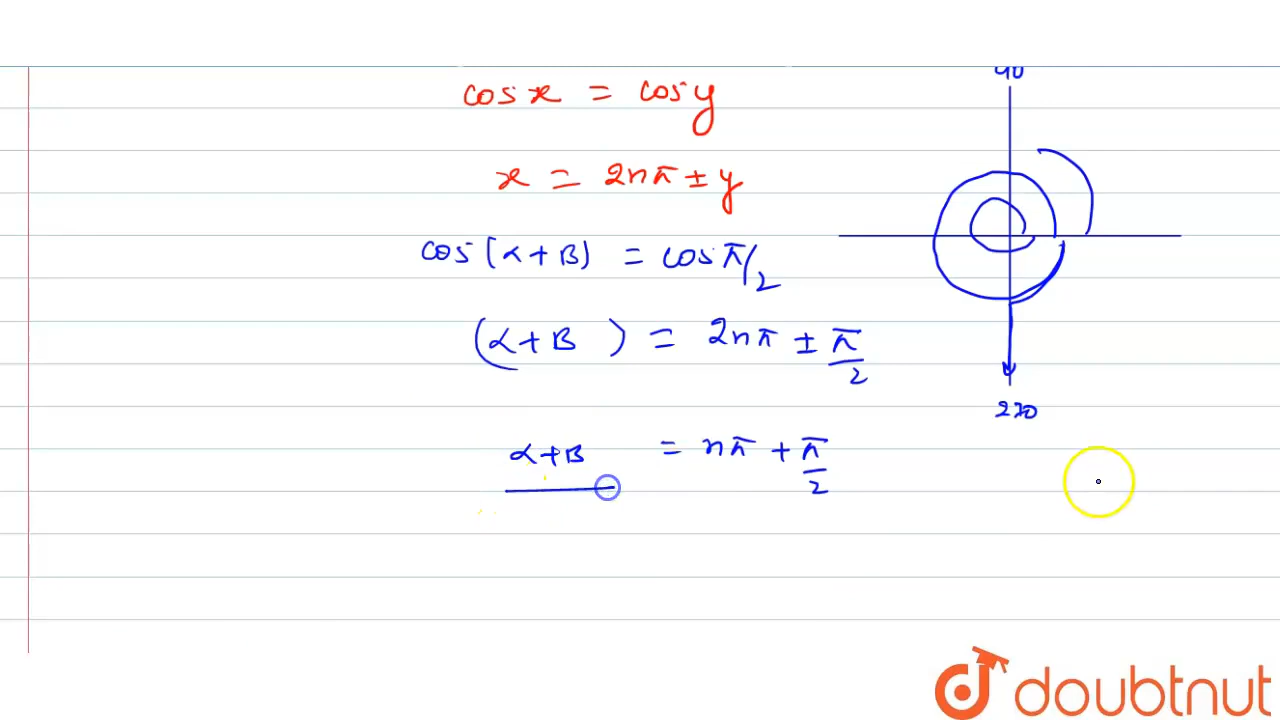 90
cos x = cos y
x = 2nπ ± y
cos(α+β) = cos π/2
(α+β) = 2nπ ± π/2
270
α+β = nπ + π/2
doubtnut